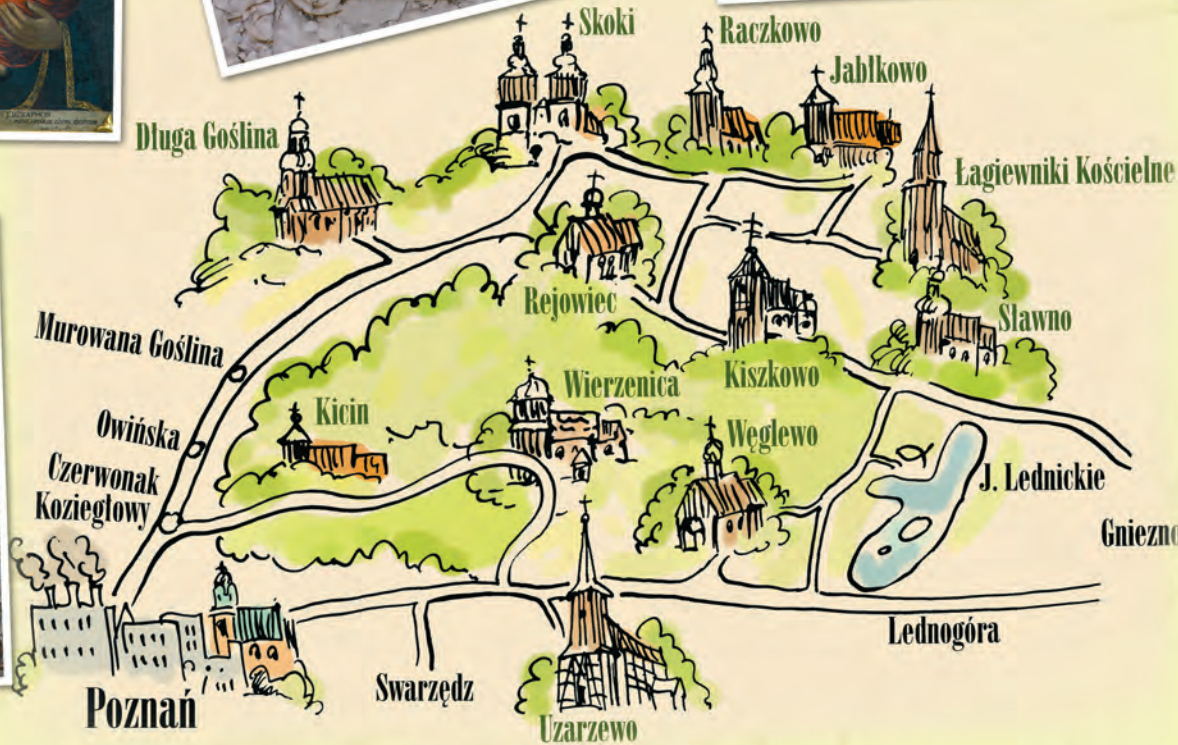 Skoki
Raczkowo
Jabłkowo
Długa Goślina
Łagiewniki Kościelne
Rejowiec
Sławno
Murowana Goślina
Wierzenica
Kiszkowo
Kicin
Owińska
Węglewo
Czerwonak
Koziegłowy
J. Lednickie
Gniezno
Lednogóra
Swarzędz
Poznań
Uzarzewo